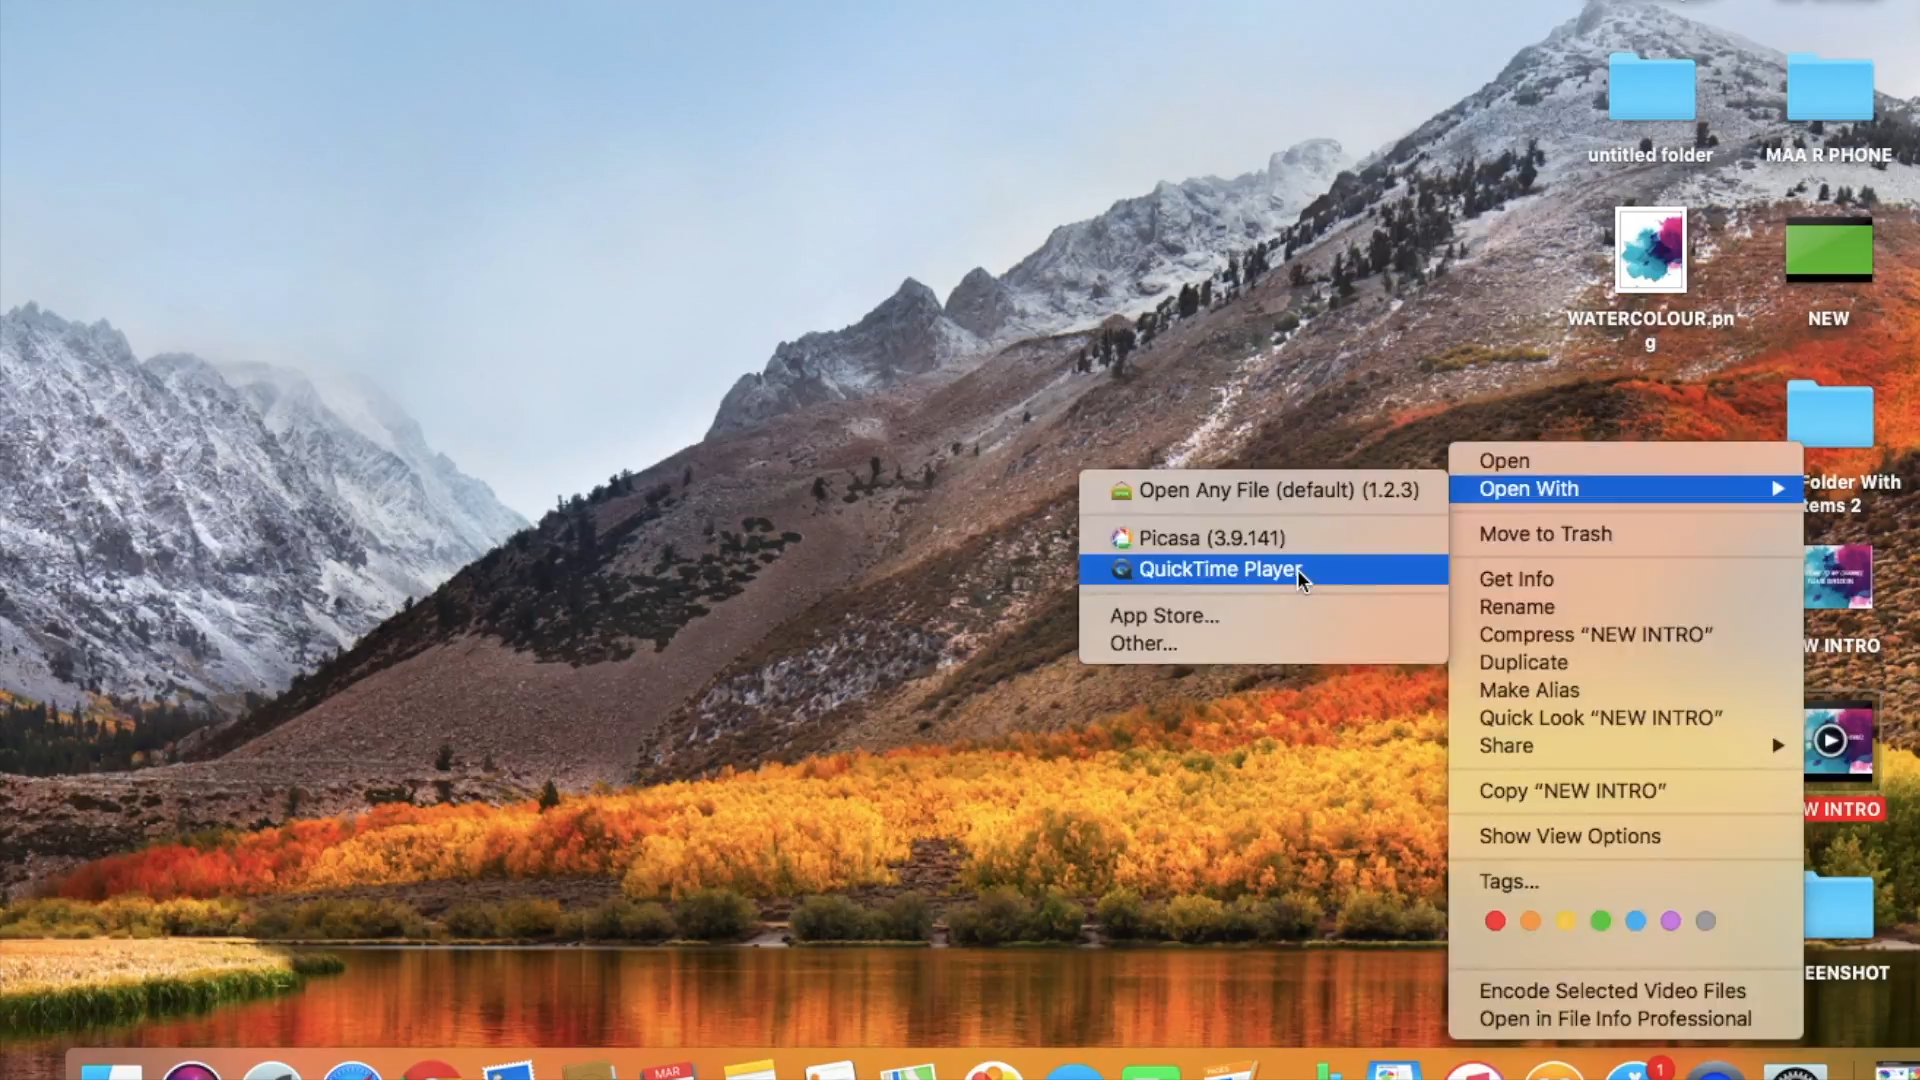 untitled folder
MAA R PHONE
WATERCOLOUR.pn
g
NEW
Open
Open With
Folder With
tems 2
Open Any File (default) (1.2.3)
Picasa (3.9.141)
QuickTime Player
App Store...
Other...
Move to Trash
Get Info
Rename
Compress “NEW INTRO”
Duplicate
Make Alias
Quick Look “NEW INTRO”
Share
Copy “NEW INTRO”
Show View Options
Tags...
Encode Selected Video Files
Open in File Info Professional
W INTRO
W INTRO
EENSHOT
MAR
PAGES
1